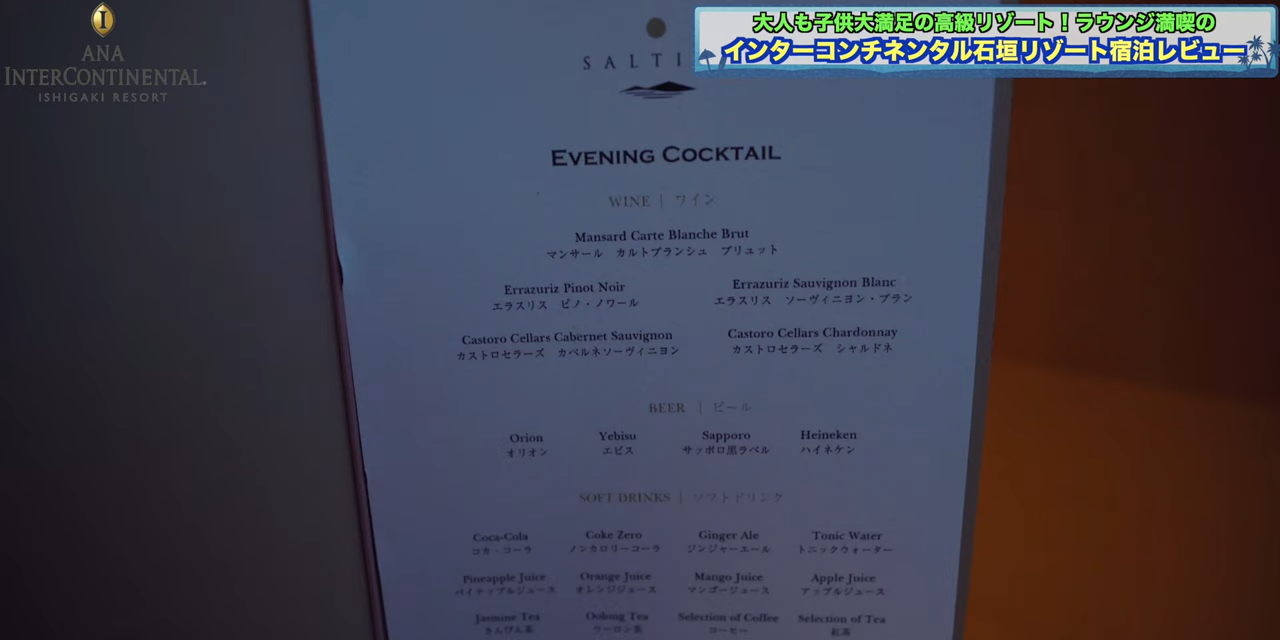 ANA
INTERCONTINENTAL.
ISHIGAKI RESORT
大人も子供大満足の高級リゾート！ラウンジ満喫の
インターコンチネンタル石垣リゾート宿泊レビュー
SALTI
EVENING COCKTAIL
WINE | ワイン
Mansard Carte Blanche Brut
マンサール カルトブランシュ ブリュット
Errazuriz Pinot Noir
エラスリス ピノ・ノワール
Errazuriz Sauvignon Blanc
エラスリス ソーヴィニヨン・ブラン
Castoro Cellars Cabernet Sauvignon
カストロセラーズ カベルネソーヴィニヨン
Castoro Cellars Chardonnay
カストロセラーズ シャルドネ
BEER | ビール
Orion Yebisu Sapporo Heineken
オリオン エビス サッポロ黒ラベル ハイネケン
SOFT DRINKS | ソフトドリンク
Coca-Cola Coke Zero Ginger Ale Tonic Water
コカ・コーラ ノンカロリーコーラ ジンジャーエール トニックウォーター
Pineapple Juice Orange Juice Mango Juice Apple Juice
パイナップルジュース オレンジジュース マンゴージュース アップルジュース
Jasmine Tea Oolong Tea Selection of Coffee Selection of Tea
さんぴん茶 ウーロン茶 コーヒー 紅茶